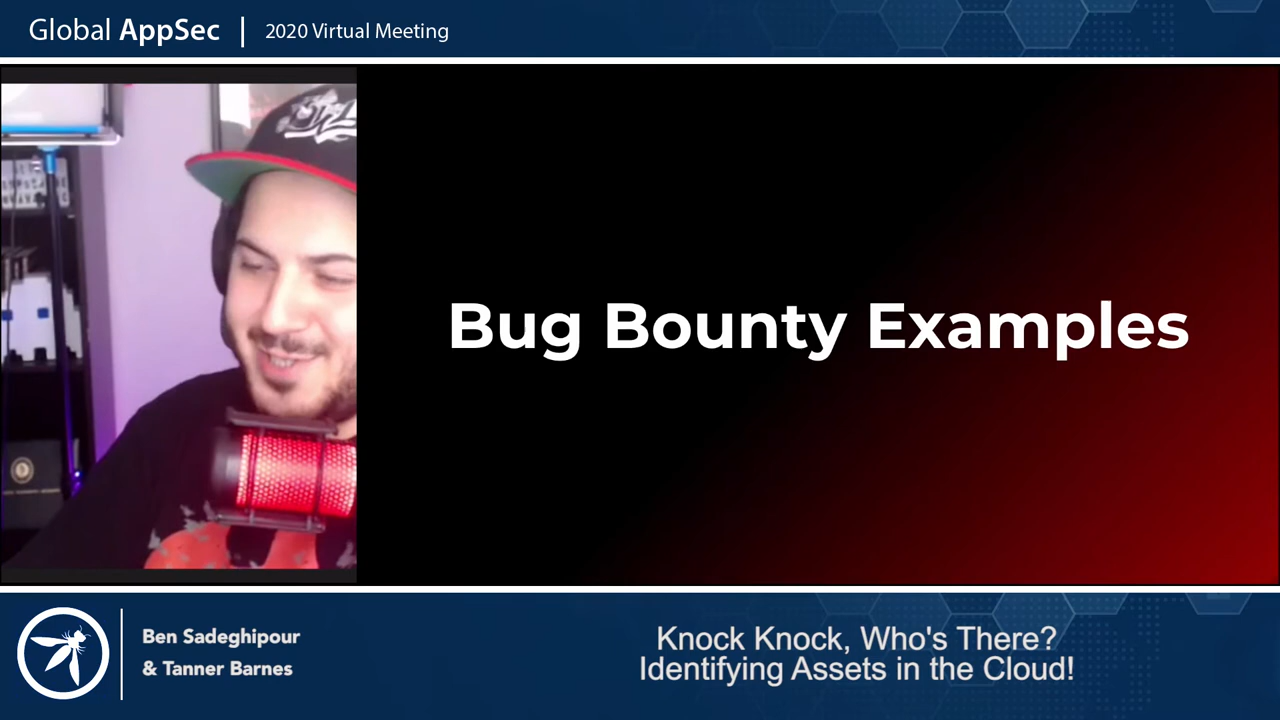 Global AppSec | 2020 Virtual Meeting
Bug Bounty Examples
Ben Sadeghipour
& Tanner Barnes
Knock Knock, Who's There?
Identifying Assets in the Cloud!